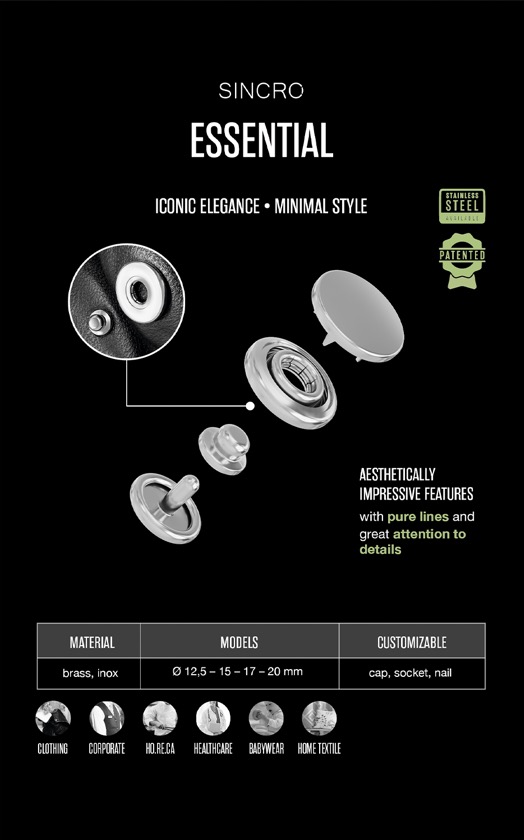 SINCRO
ESSENTIAL
ICONIC ELEGANCE • MINIMAL STYLE
STAINLESS
STEEL
AVAILABLE
PATENTED
AESTHETICALLY
IMPRESSIVE FEATURES
with pure lines and
great attention to
details
MATERIAL MODELS CUSTOMIZABLE
brass, inox Ø 12,5 – 15 – 17 – 20 mm cap, socket, nail
CLOTHING CORPORATE HO.RE.CA HEALTHCARE BABYWEAR HOME TEXTILE